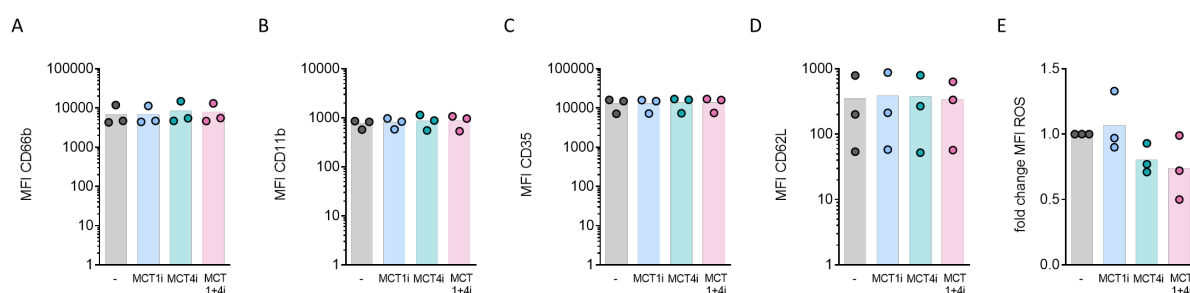 A
B
C
D
E
MFI CD66b
100000
10000
1000
100
10
1
-
MCT1i
MCT4i
MCT
1+4i
MFI CD11b
10000
1000
100
10
1
-
MCT1i
MCT4i
MCT
1+4i
MFI CD35
100000
10000
1000
100
10
1
-
MCT1i
MCT4i
MCT
1+4i
MFI CD62L
1000
100
10
1
-
MCT1i
MCT4i
MCT
1+4i
fold change MFI ROS
1.5
1.0
0.5
0.0
-
MCT1i
MCT4i
MCT
1+4i